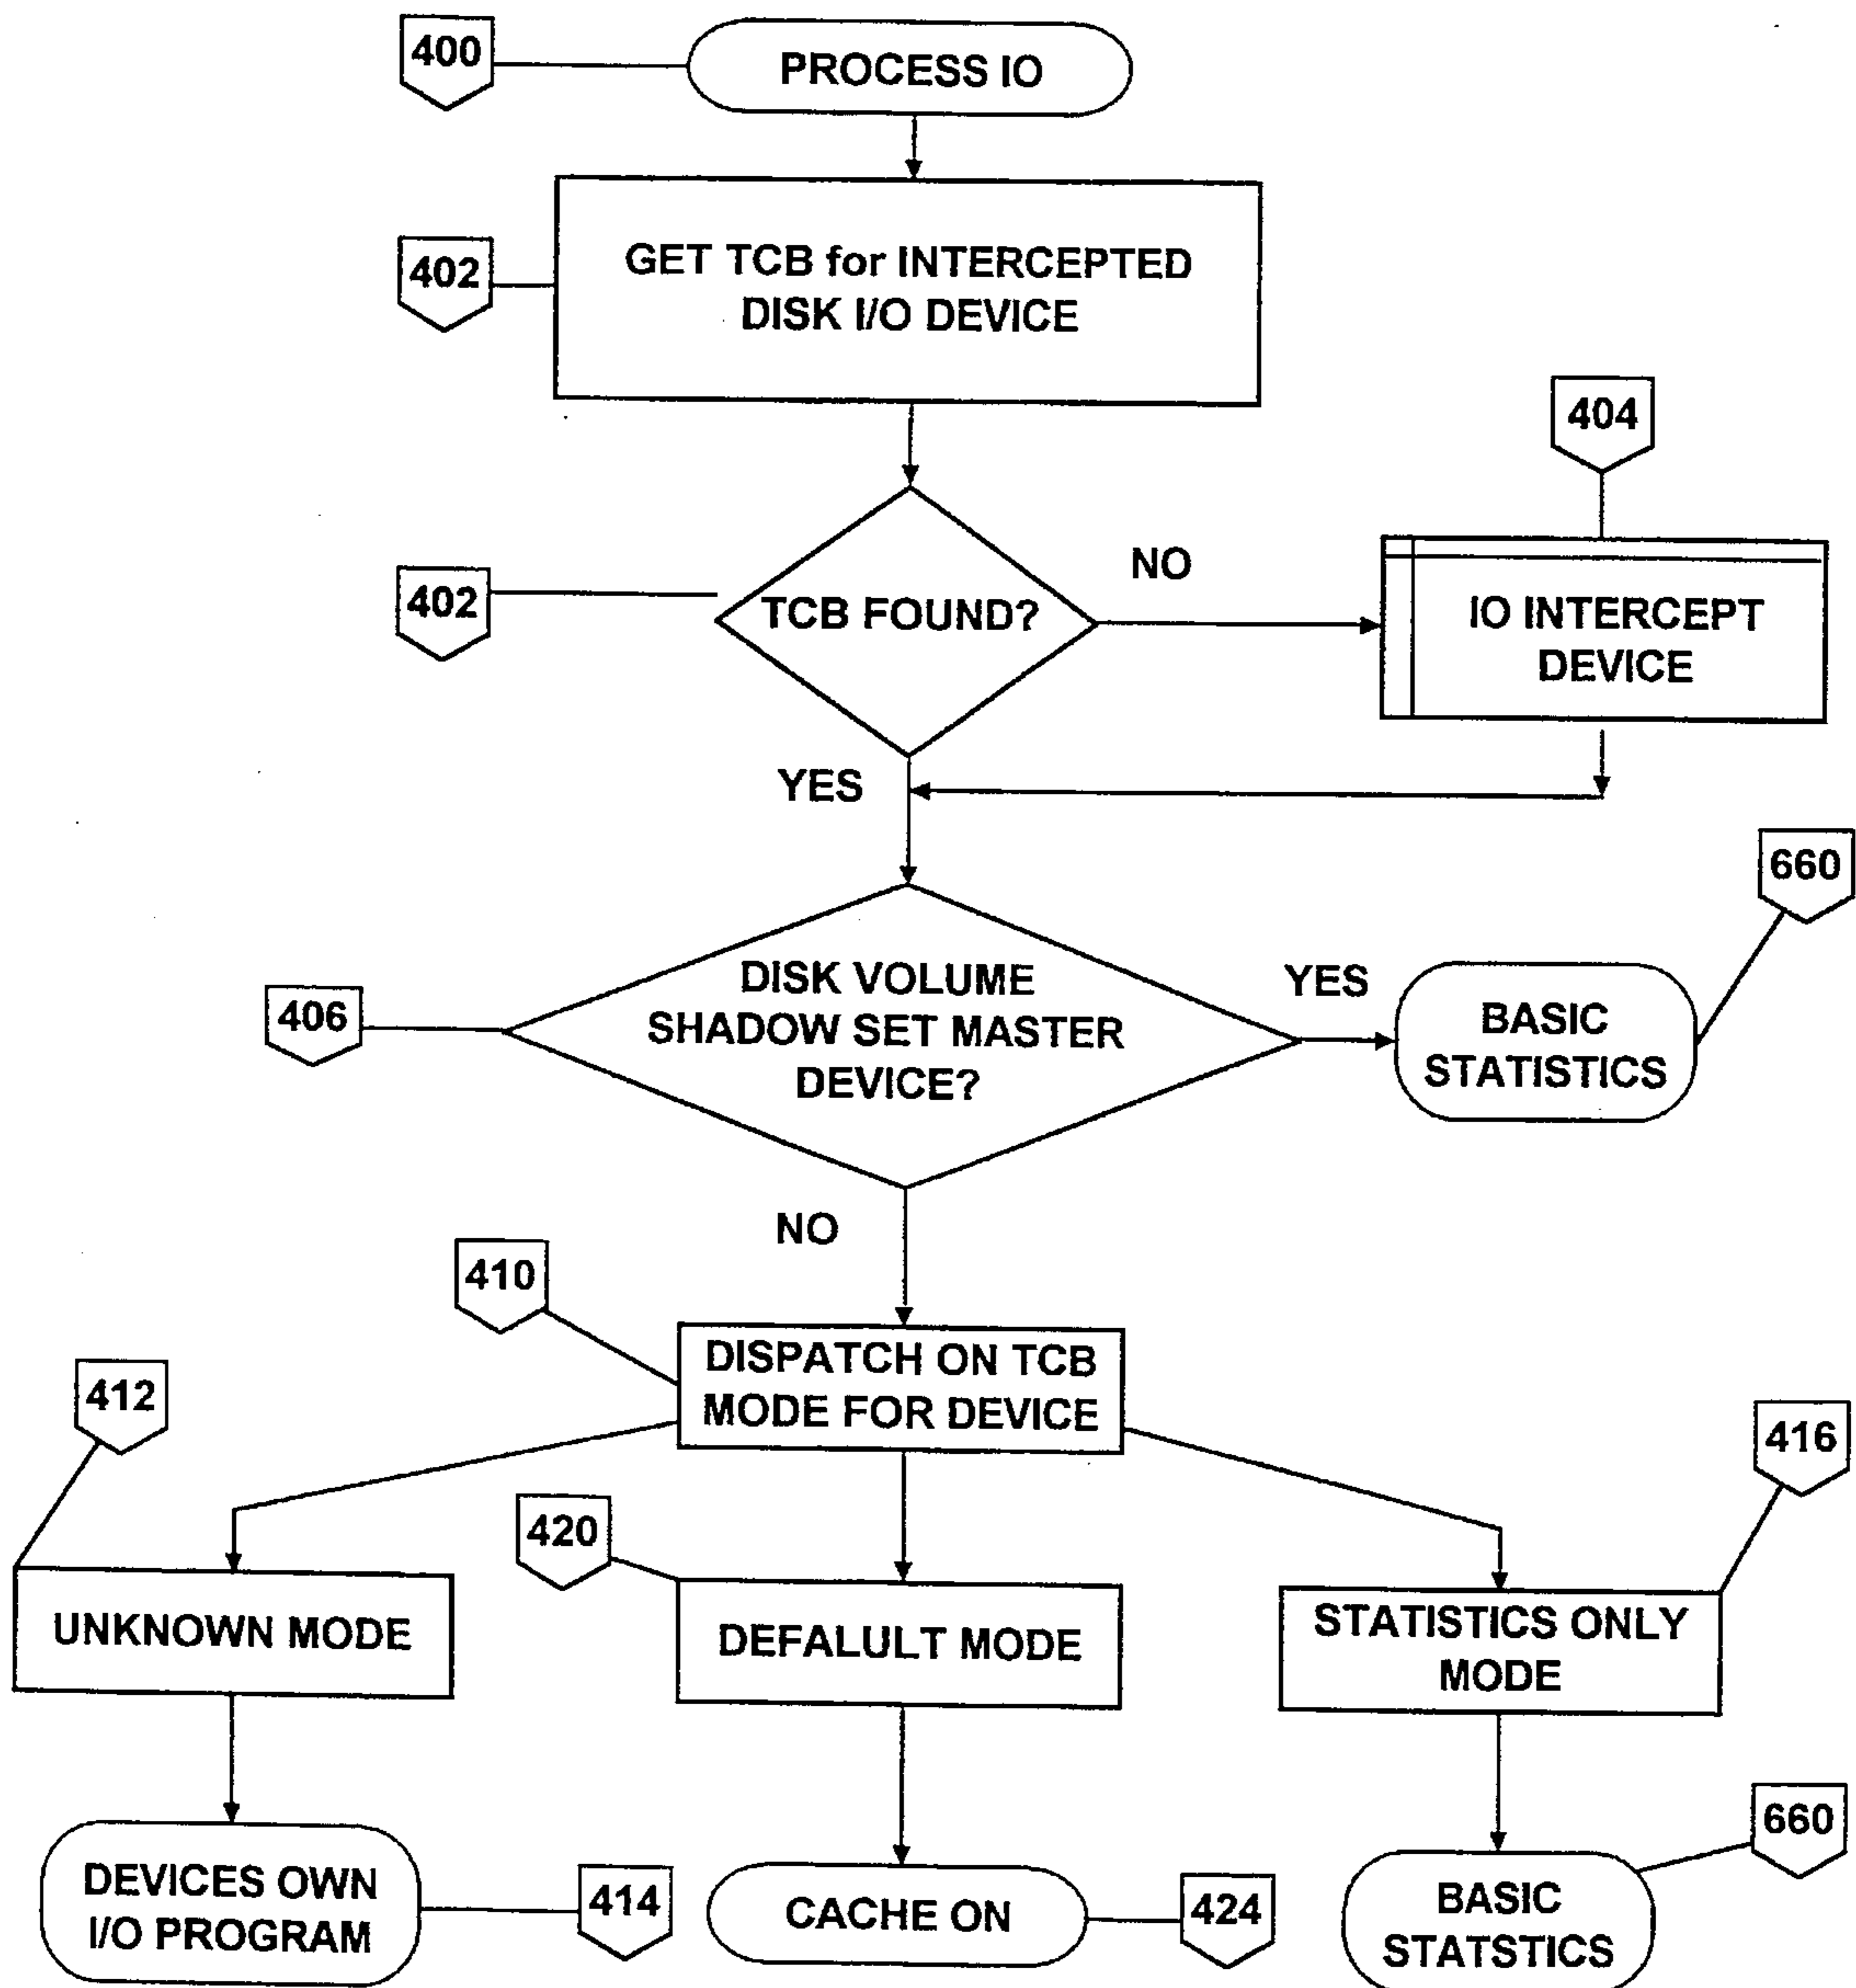 400
PROCESS IO
402
GET TCB for INTERCEPTED
DISK I/O DEVICE
404
402
TCB FOUND?
NO
IO INTERCEPT
DEVICE
YES
660
406
DISK VOLUME
SHADOW SET MASTER
DEVICE?
YES
BASIC
STATISTICS
NO
410
DISPATCH ON TCB
MODE FOR DEVICE
412
416
420
UNKNOWN MODE
DEFALULT MODE
STATISTICS ONLY
MODE
660
DEVICES OWN
I/O PROGRAM
414
CACHE ON
424
BASIC
STATSTICS